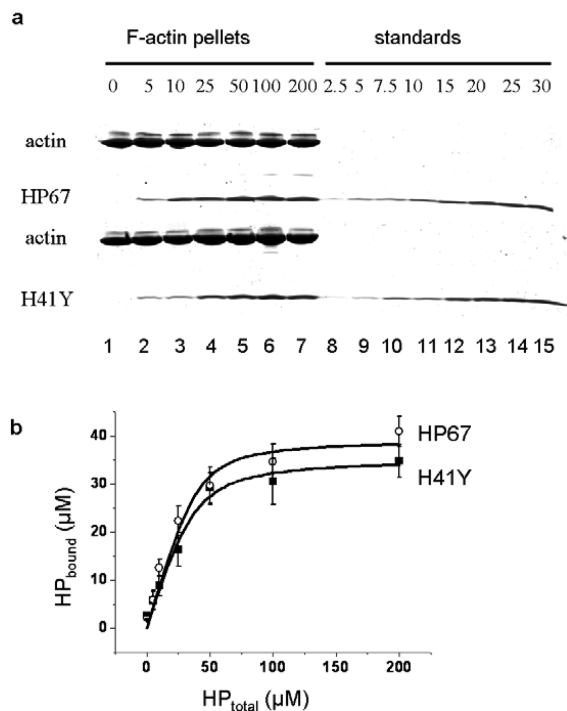 a
F-actin pellets standards
0 5 10 25 50 100 200 2.5 5 7.5 10 15 20 25 30
actin
HP67
actin
H41Y
1 2 3 4 5 6 7 8 9 10 11 12 13 14 15
b
HPbound (µM)
40
30
20
10
0
HP67
H41Y
0 50 100 150 200
HPtotal (µM)